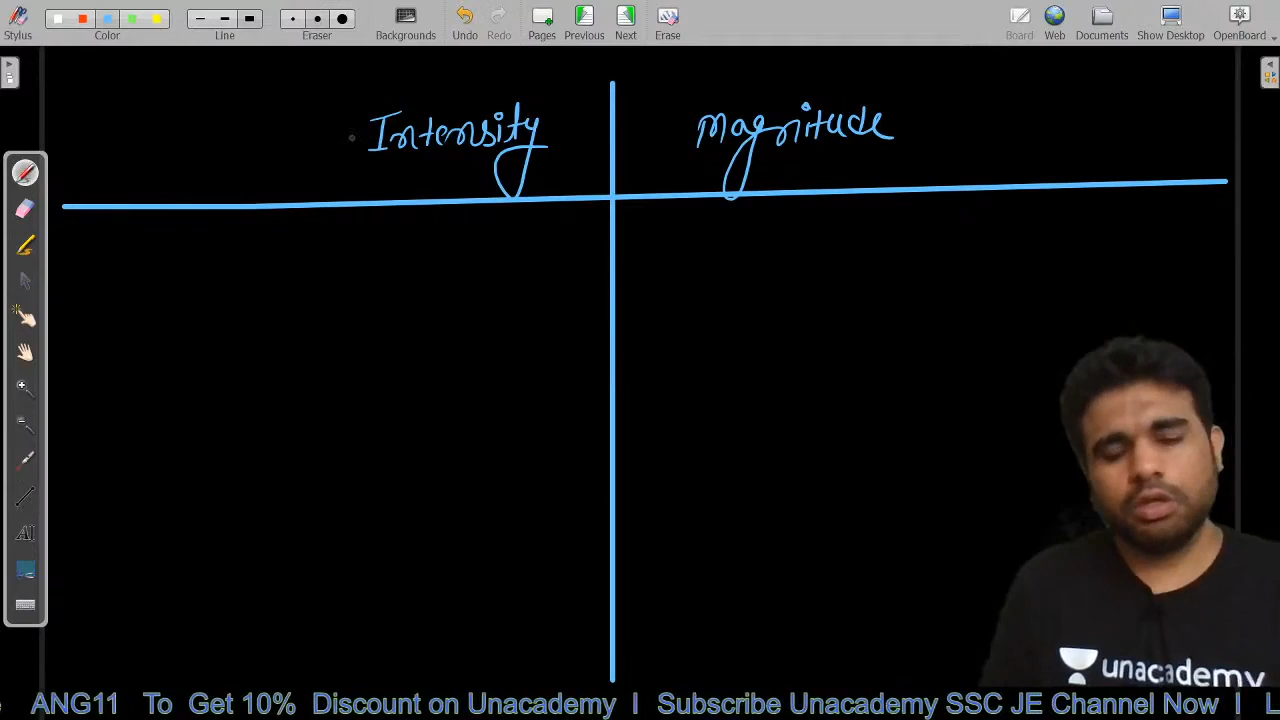 Stylus Color Line Eraser Backgrounds Undo Redo Pages Previous Next Erase Board Web Documents Show Desktop OpenBoard
Intensity Magnitude
unacademy
ANG11 To Get 10% Discount on Unacademy I Subscribe Unacademy SSC JE Channel Now I L